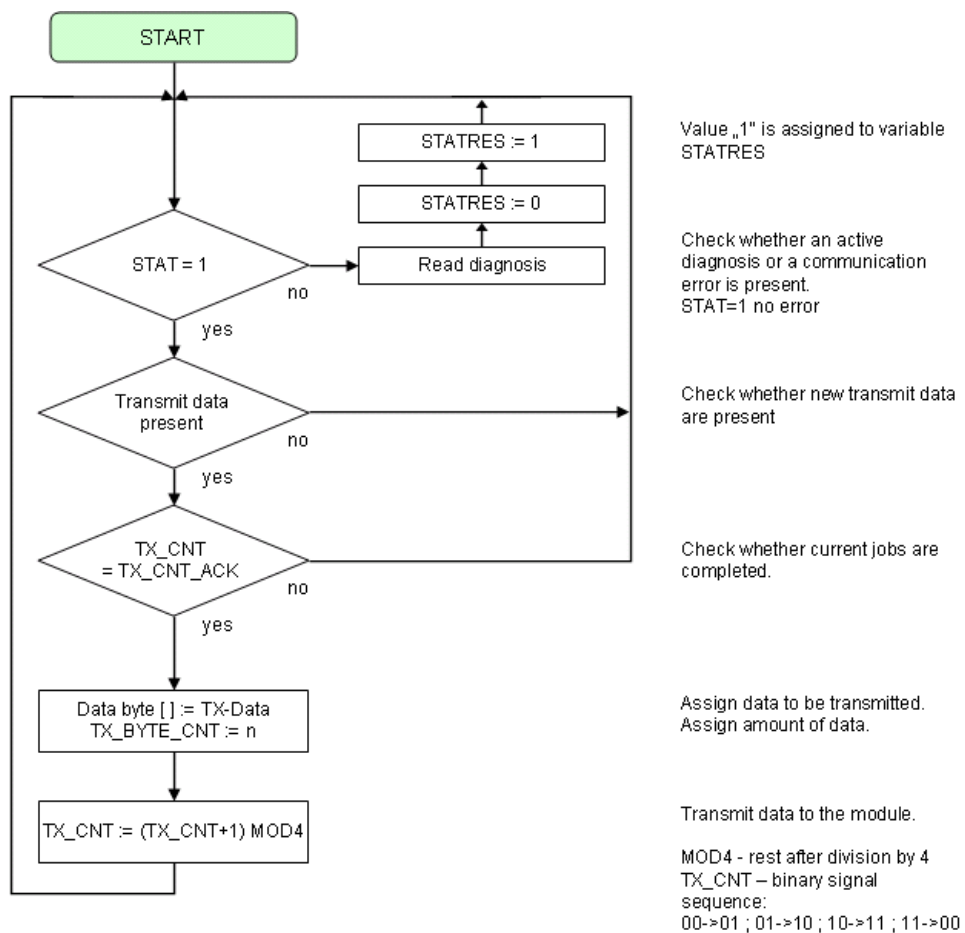 START
STATRES := 1
Value „1" is assigned to variable
STATRES
STATRES := 0
STAT = 1
no
Read diagnosis
Check whether an active
diagnosis or a communication
error is present.
STAT=1 no error
yes
Transmit data
present
no
Check whether new transmit data
are present
yes
TX_CNT
= TX_CNT_ACK
no
Check whether current jobs are
completed.
yes
Data byte [ ] := TX-Data
TX_BYTE_CNT := n
Assign data to be transmitted.
Assign amount of data.
TX_CNT := (TX_CNT+1) MOD4
Transmit data to the module.
MOD4 - rest after division by 4
TX_CNT – binary signal
sequence:
00->01 ; 01->10 ; 10->11 ; 11->00